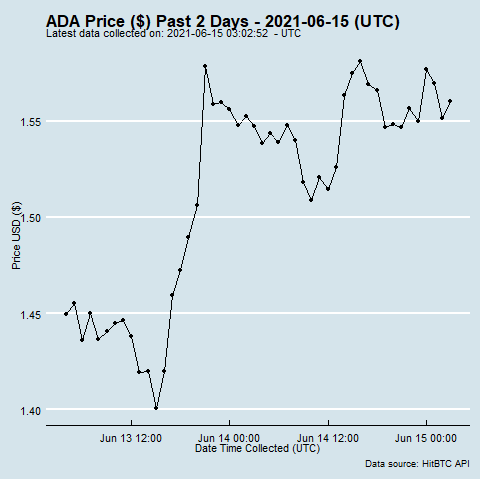 ADA Price ($) Past 2 Days - 2021-06-15 (UTC)
Latest data collected on: 2021-06-15 03:02:52 - UTC
Price USD ($)
1.55
1.50
1.45
1.40
Jun 13 12:00
Jun 14 00:00
Jun 14 12:00
Jun 15 00:00
Date Time Collected (UTC)
Data source: HitBTC API